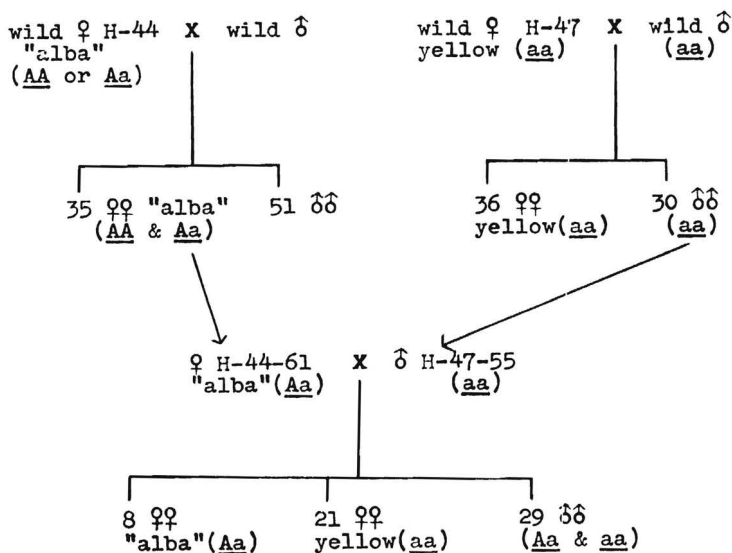 wild ♀ H-44 X wild ♂
"alba"
(AA or Aa)
wild ♀ H-47 X wild ♂
yellow (aa) (aa)
35 ♀♀ "alba" 51 ♂♂
(AA & Aa)
36 ♀♀ 30 ♂♂
yellow(aa) (aa)
♀ H-44-61 X ♂ H-47-55
"alba"(Aa) (aa)
8 ♀♀ 21 ♀♀ 29 ♂♂
"alba"(Aa) yellow(aa) (Aa & aa)